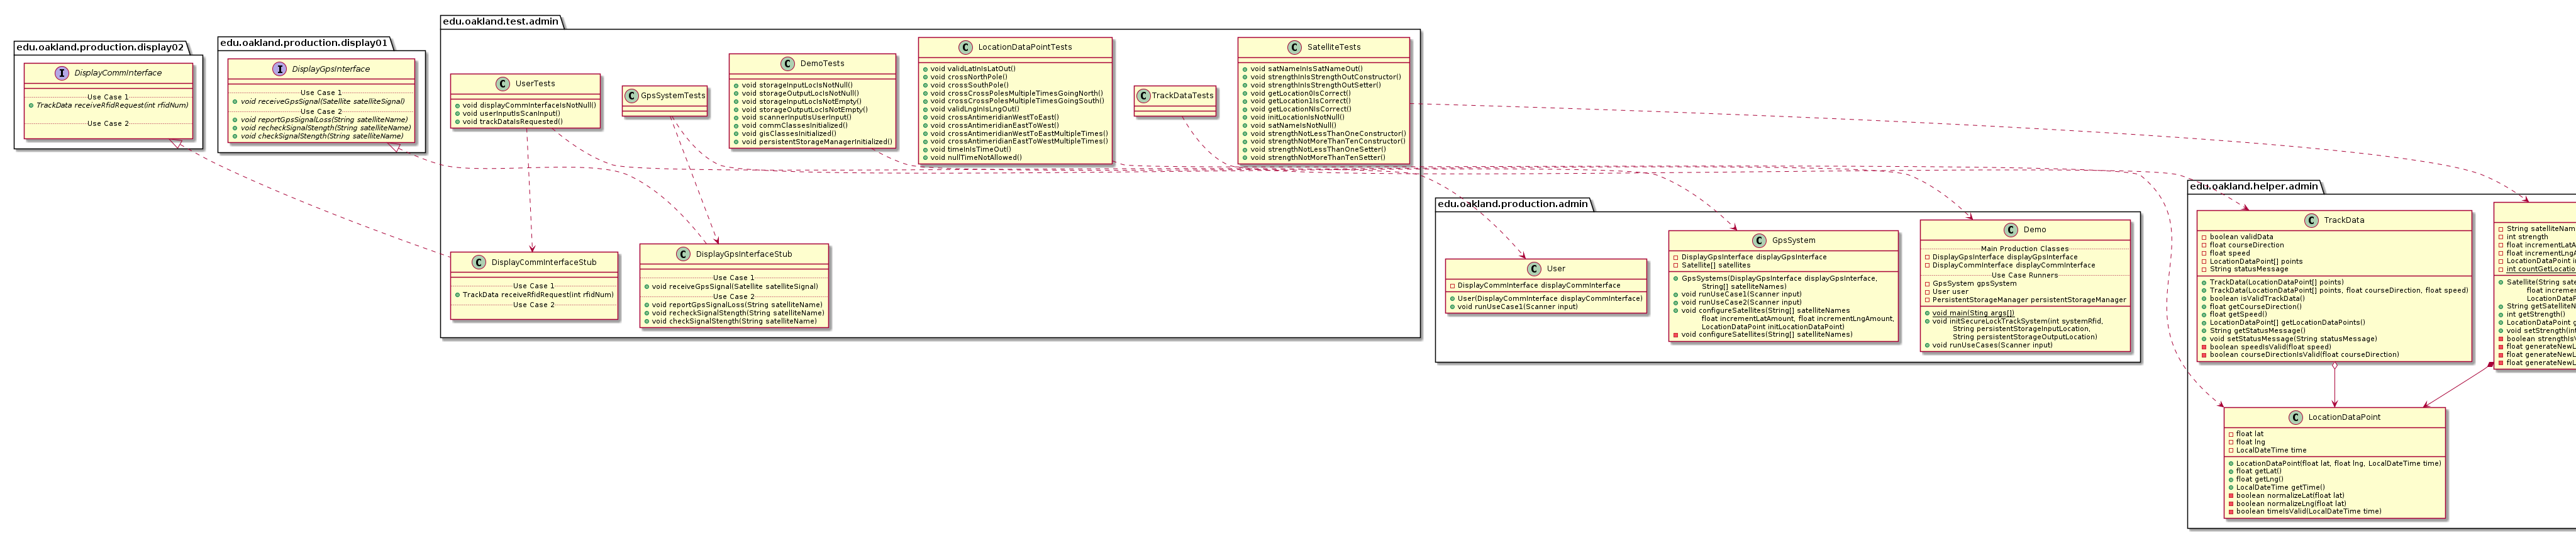 edu.oakland.production.display02
DisplayCommInterface
Use Case 1
TrackData receiveRfidRequest(int rfidNum)
Use Case 2
edu.oakland.production.display01
DisplayGpsInterface
Use Case 1
void receiveGpsSignal(Satellite satelliteSignal)
Use Case 2
void reportGpsSignalLoss(String satelliteName)
void recheckSignalStength(String satelliteName)
void checkSignalStength(String satelliteName)
edu.oakland.test.admin
UserTests
void displayCommInterfaceIsNotNull()
void userInputIsScanInput()
void trackDataIsRequested()
GpsSystemTests
DemoTests
void storageInputLocIsNotNull()
void storageOutputLocIsNotNull()
void storageInputLocIsNotEmpty()
void storageOutputLocIsNotEmpty()
void scannerInputIsUserInput()
void commClassesInitialized()
void gisClassesInitialized()
void persistentStorageManagerInitialized()
LocationDataPointTests
void validLatInIsLatOut()
void crossNorthPole()
void crossSouthPole()
void crossCrossPolesMultipleTimesGoingNorth()
void crossCrossPolesMultipleTimesGoingSouth()
void validLngInIsLngOut()
void crossAntimeridianWestToEast()
void crossAntimeridianEastToWest()
void crossAntimeridianWestToEastMultipleTimes()
void crossAntimeridianEastToWestMultipleTimes()
void timeInIsTimeOut()
void nullTimeNotAllowed()
TrackDataTests
SatelliteTests
void satNameInIsSatNameOut()
void strengthInIsStrengthOutConstructor()
void strengthInIsStrengthOutSetter()
void getLocation0IsCorrect()
void getLocation1isCorrect()
void getLocationNIsCorrect()
void initLocationIsNotNull()
void satNameIsNotNull()
void strengthNotLessThanOneConstructor()
void strengthNotMoreThanTenConstructor()
void strengthNotLessThanOneSetter()
void strengthNotMoreThanTenSetter()
DisplayCommInterfaceStub
Use Case 1
TrackData receiveRfidRequest(int rfidNum)
Use Case 2
DisplayGpsInterfaceStub
Use Case 1
void receiveGpsSignal(Satellite satelliteSignal)
Use Case 2
void reportGpsSignalLoss(String satelliteName)
void recheckSignalStength(String satelliteName)
void checkSignalStength(String satelliteName)
edu.oakland.production.admin
User
DisplayCommInterface displayCommInterface
User(DisplayCommInterface displayCommInterface)
void runUseCase1(Scanner input)
GpsSystem
DisplayGpsInterface displayGpsInterface
Satellite[] satellites
GpsSystems(DisplayGpsInterface displayGpsInterface,
String[] satelliteNames)
void runUseCase1(Scanner input)
void runUseCase2(Scanner input)
void configureSatellites(String[] satelliteNames
float incrementLatAmount, float incrementLngAmount,
LocationDataPoint initLocationDataPoint)
void configureSatellites(String[] satelliteNames)
Demo
Main Production Classes
DisplayGpsInterface displayGpsInterface
DisplayCommInterface displayCommInterface
Use Case Runners
GpsSystem gpsSystem
User user
PersistentStorageManager persistentStorageManager
void main(String args[])
void initSecureLockTrackSystem(int systemRfid,
String persistentStorageInputLocation,
String persistentStorageOutputLocation)
void runUseCases(Scanner input)
edu.oakland.helper.admin
TrackData
boolean validData
float courseDirection
float speed
LocationDataPoint[] points
String statusMessage
TrackData(LocationDataPoint[] points)
TrackData(LocationDataPoint[] points, float courseDirection, float speed)
boolean isValidTrackData()
float getCourseDirection()
float getSpeed()
LocationDataPoint[] getLocationDataPoints()
String getStatusMessage()
void setStatusMessage(String statusMessage)
boolean speedIsValid(float speed)
boolean courseDirectionIsValid(float courseDirection)
String satelliteNam
int strength
float incrementLatA
float incrementLngA
LocationDataPoint in
int countGetLocatio
Satellite(String sate
float increme
LocationDataP
String getSatelliteN
int getStrength()
LocationDataPoint g
void setStrength(int
boolean strengthIsV
float generateNewL
float generateNewL
float generateNewL
LocationDataPoint
float lat
float lng
LocalDateTime time
LocationDataPoint(float lat, float lng, LocalDateTime time)
float getLat()
float getLng()
LocalDateTime getTime()
boolean normalizeLat(float lat)
boolean normalizeLng(float lat)
boolean timeIsValid(LocalDateTime time)